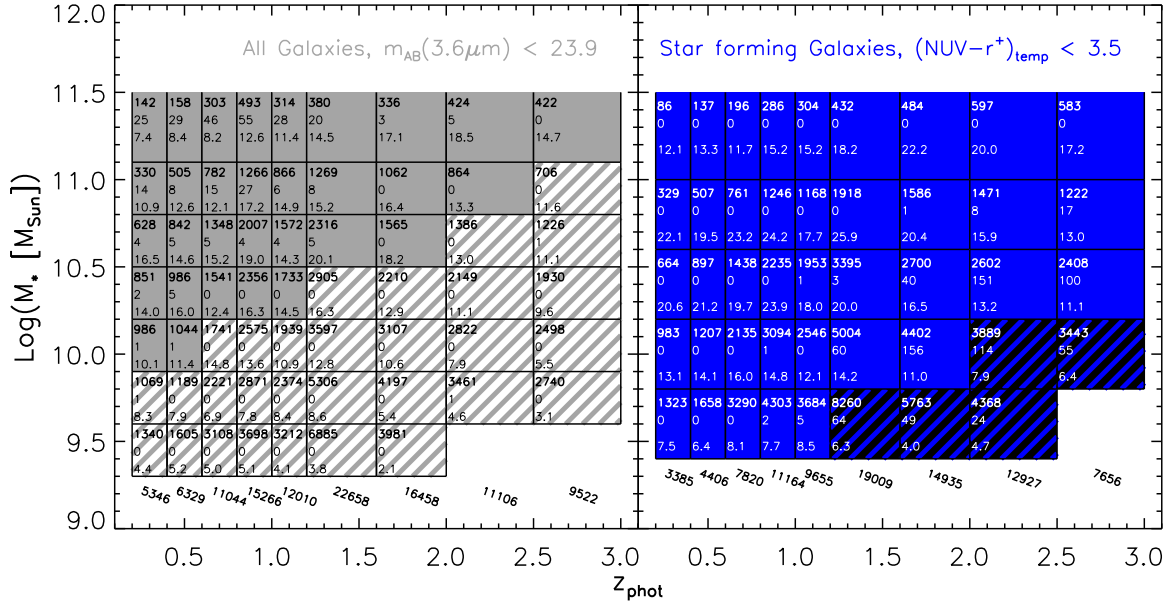 All Galaxies, m_AB(3.6μm) < 23.9
Star forming Galaxies, (NUV−r⁺)_temp < 3.5
Log(M_* [M_Sun])
12.0
11.5
11.0
10.5
10.0
9.5
9.0
142 158 303 493 314 380 336 424 422
25 29 46 55 28 20 3 5 0
7.4 8.4 8.2 12.6 11.4 14.5 17.1 18.5 14.7
330 505 782 1266 866 1269 1062 864 706
14 8 15 27 6 8 0 0 0
10.9 12.6 12.1 17.2 14.9 15.2 16.4 13.3 11.6
628 842 1348 2007 1572 2316 1565 1386 1226
4 5 5 4 4 5 0 0 1
16.5 14.6 15.2 19.0 14.3 20.1 18.2 13.0 11.1
851 986 1541 2356 1733 2905 2210 2149 1930
2 5 0 0 0 0 0 0 0
14.0 16.0 12.4 16.3 14.5 16.3 12.9 11.1 9.6
986 1044 1741 2575 1939 3597 3107 2822 2498
1 1 0 0 0 0 0 0 0
10.1 11.4 14.8 13.6 10.9 12.8 10.6 7.9 5.5
1069 1189 2221 2871 2374 5306 4197 3461 2740
1 0 0 0 0 0 0 1 0
8.3 7.9 6.9 7.8 8.4 8.6 5.4 4.6 3.1
1340 1605 3108 3698 3212 6885 3981
0 0 0 0 0 0 0
4.4 5.2 5.0 5.1 4.1 3.8 2.1
5346 6329 11044 15266 12010 22658 16458 11106 9522
0.5 1.0 1.5 2.0 2.5 3.0
86 137 196 286 304 432 484 597 583
0 0 0 0 0 0 0 0 0
12.1 13.3 11.7 15.2 15.2 18.2 22.2 20.0 17.2
329 507 761 1246 1168 1918 1586 1471 1222
0 0 0 0 0 0 1 8 17
22.1 19.5 23.2 24.2 17.7 25.9 20.4 15.9 13.0
664 897 1438 2235 1953 3395 2700 2602 2408
0 0 0 0 1 3 40 151 100
20.6 21.2 19.7 23.9 18.0 20.0 16.5 13.2 11.1
983 1207 2135 3094 2546 5004 4402 3889 3443
0 0 0 1 0 60 156 114 55
13.1 14.1 16.0 14.8 12.1 14.2 11.0 7.9 6.4
1323 1658 3290 4303 3684 8260 5763 4368
0 0 0 2 5 64 49 24
7.5 6.4 8.1 7.7 8.5 6.3 4.0 4.7
3385 4406 7820 11164 9655 19009 14935 12927 7656
0.5 1.0 1.5 2.0 2.5 3.0
z_phot